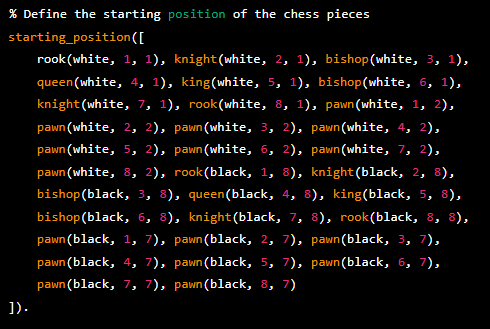 % Define the starting position of the chess pieces
starting_position([
    rook(white, 1, 1), knight(white, 2, 1), bishop(white, 3, 1),
    queen(white, 4, 1), king(white, 5, 1), bishop(white, 6, 1),
    knight(white, 7, 1), rook(white, 8, 1), pawn(white, 1, 2),
    pawn(white, 2, 2), pawn(white, 3, 2), pawn(white, 4, 2),
    pawn(white, 5, 2), pawn(white, 6, 2), pawn(white, 7, 2),
    pawn(white, 8, 2), rook(black, 1, 8), knight(black, 2, 8),
    bishop(black, 3, 8), queen(black, 4, 8), king(black, 5, 8),
    bishop(black, 6, 8), knight(black, 7, 8), rook(black, 8, 8),
    pawn(black, 1, 7), pawn(black, 2, 7), pawn(black, 3, 7),
    pawn(black, 4, 7), pawn(black, 5, 7), pawn(black, 6, 7),
    pawn(black, 7, 7), pawn(black, 8, 7)
]).